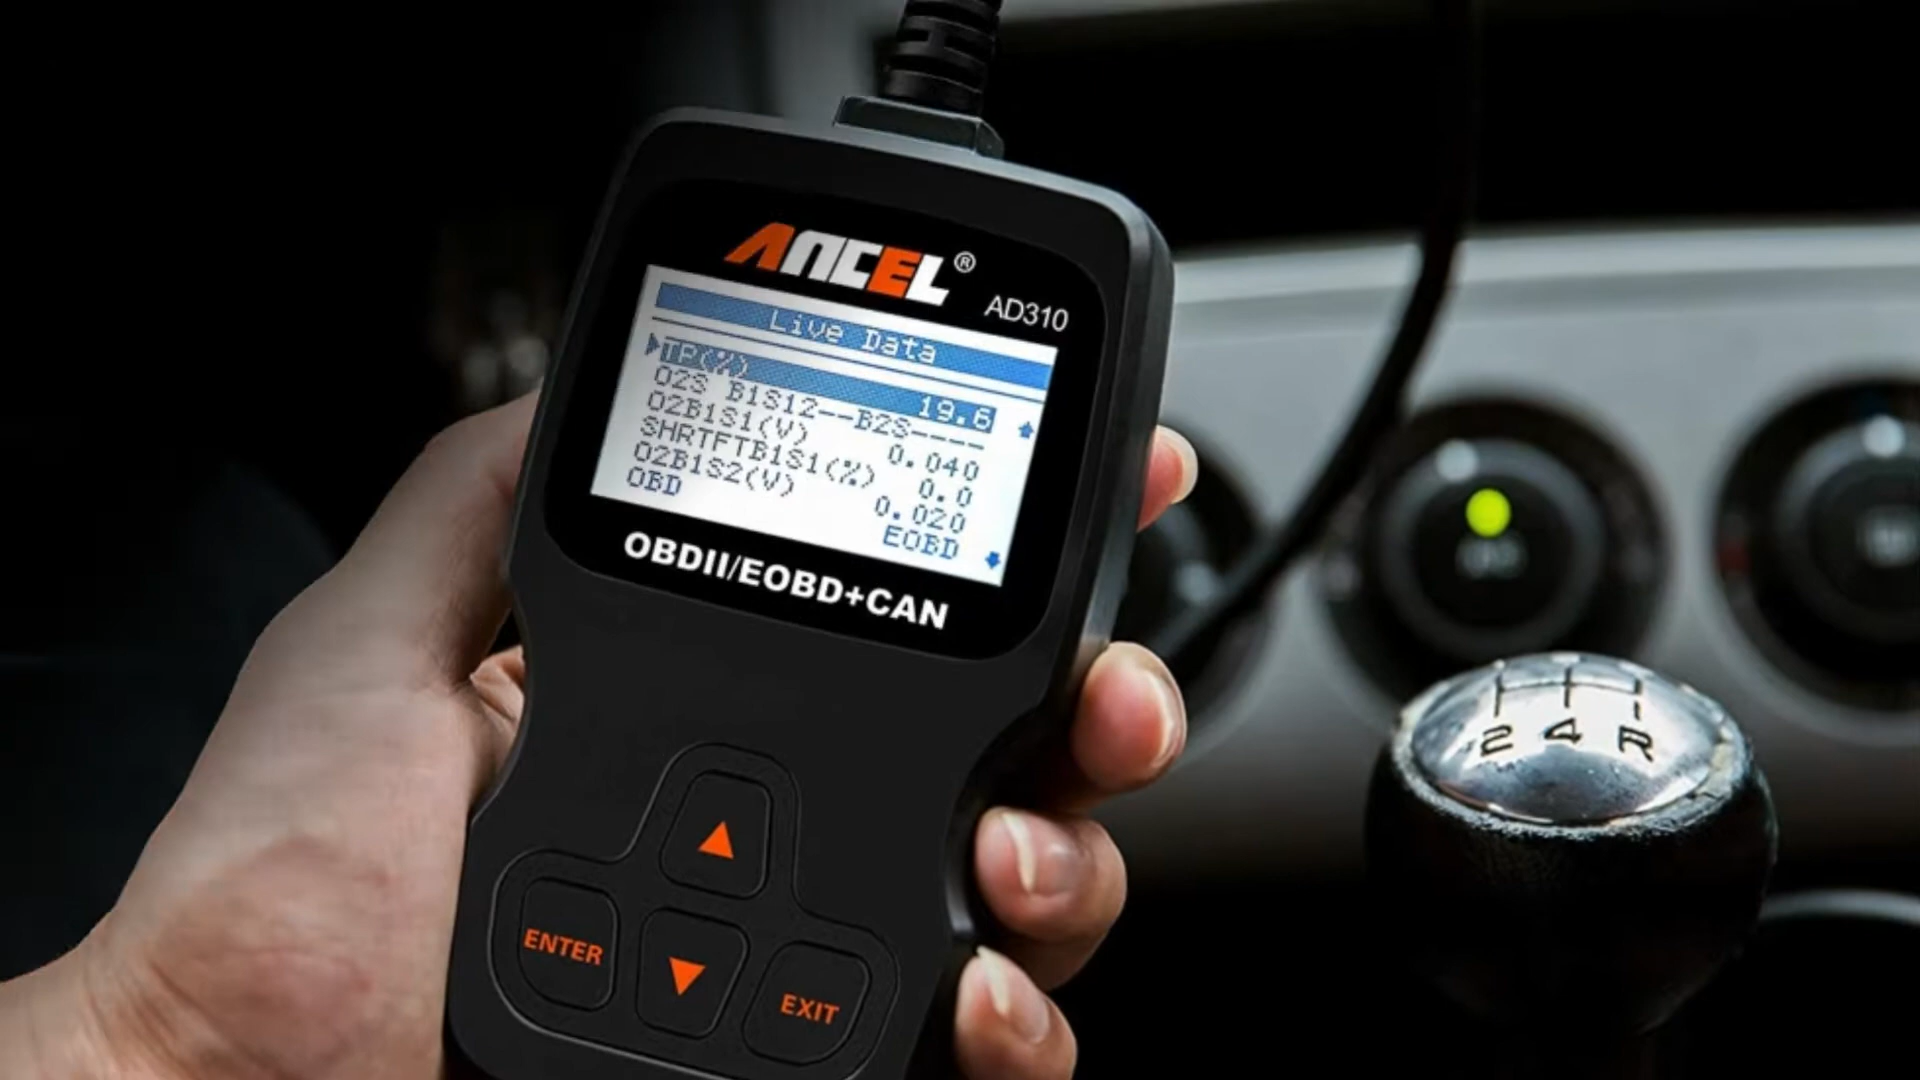 ANCEL®
AD310
Live Data
TP(%) 19.6
O2S B1S12--B2S----
O2B1S1(V) 0.040
SHRTFTB1S1(%) 0.0
O2B1S2(V) 0.020
OBD EOBD
OBDII/EOBD+CAN
ENTER
EXIT
2 4 R